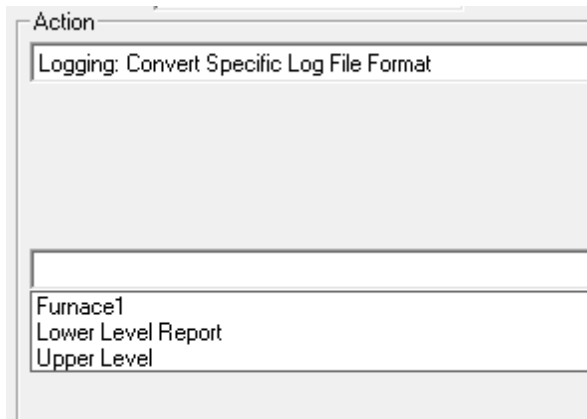 Action
Logging: Convert Specific Log File Format
Furnace1
Lower Level Report
Upper Level